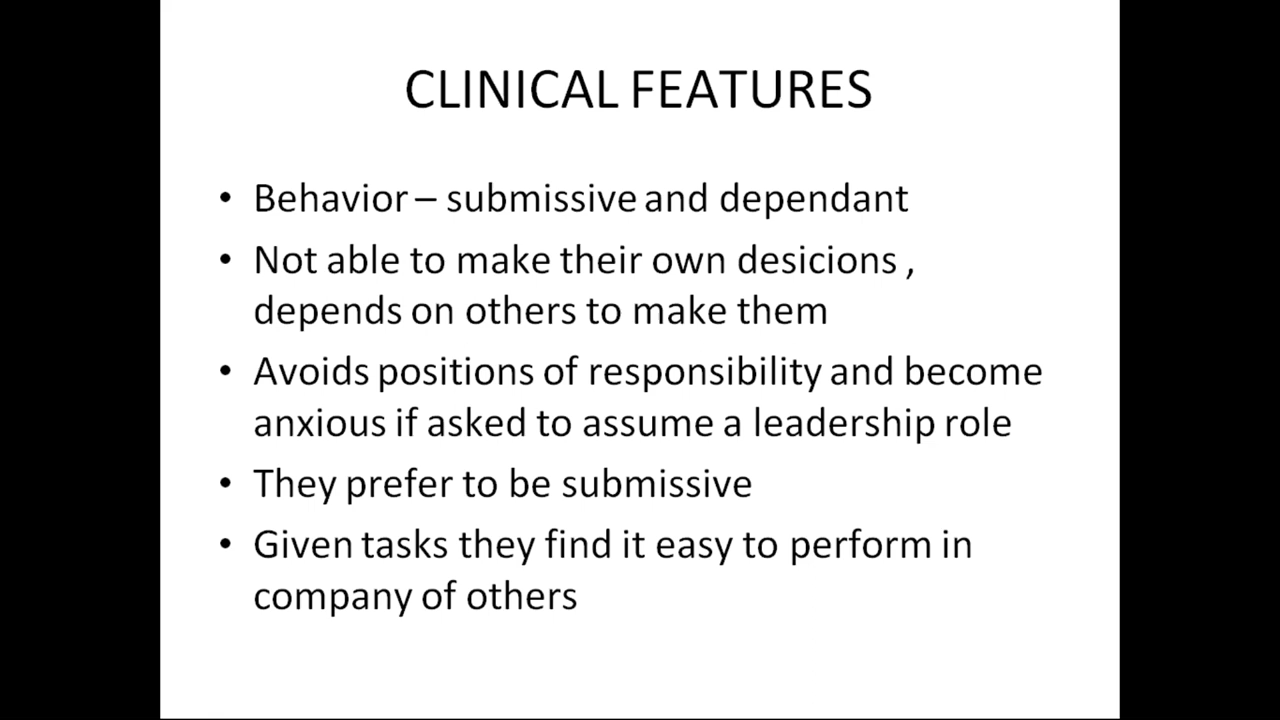 CLINICAL FEATURES
• Behavior – submissive and dependant
• Not able to make their own desicions ,
depends on others to make them
• Avoids positions of responsibility and become
anxious if asked to assume a leadership role
• They prefer to be submissive
• Given tasks they find it easy to perform in
company of others